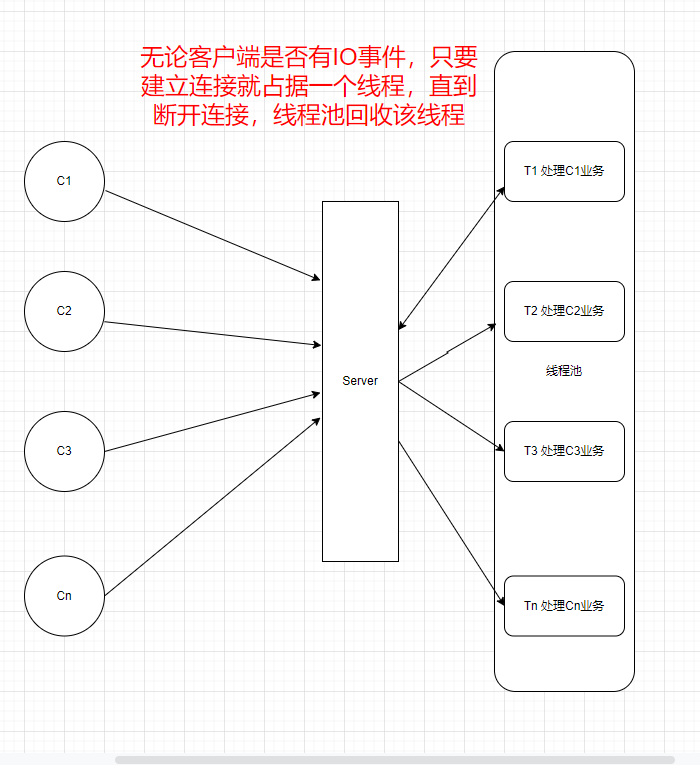 无论客户端是否有IO事件，只要
建立连接就占据一个线程，直到
断开连接，线程池回收该线程
C1
T1 处理C1业务
C2
T2 处理C2业务
线程池
Server
C3
T3 处理C3业务
Cn
Tn 处理Cn业务